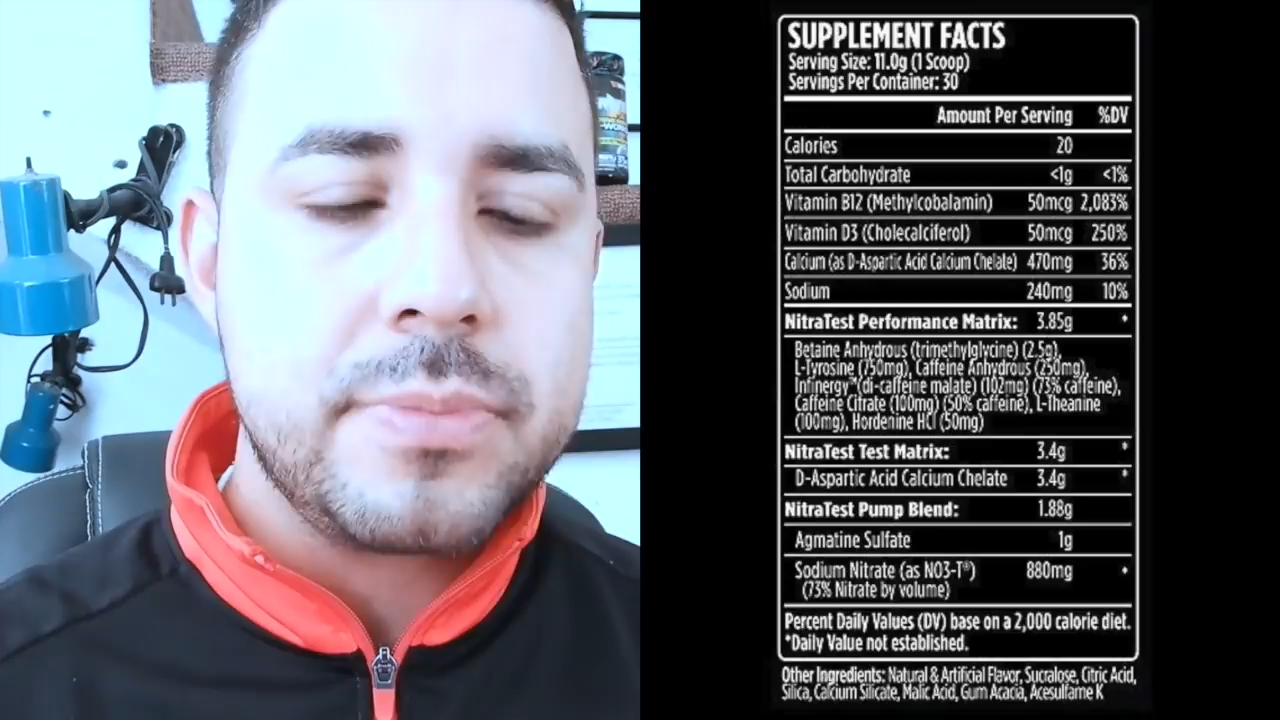 SUPPLEMENT FACTS
Serving Size: 11.0g (1 Scoop)
Servings Per Container: 30
Amount Per Serving %DV
Calories 20
Total Carbohydrate <1g <1%
Vitamin B12 (Methylcobalamin) 50mcg 2,083%
Vitamin D3 (Cholecalciferol) 50mcg 250%
Calcium (as D-Aspartic Acid Calcium Chelate) 470mg 36%
Sodium 240mg 10%
NitraTest Performance Matrix: 3.85g *
Betaine Anhydrous (trimethylglycine) (2.5g),
L-Tyrosine (750mg), Caffeine Anhydrous (250mg),
Infinergy™(di-caffeine malate) (102mg) (73% caffeine),
Caffeine Citrate (100mg) (50% caffeine), L-Theanine
(100mg), Hordenine HCl (50mg)
NitraTest Test Matrix: 3.4g *
D-Aspartic Acid Calcium Chelate 3.4g *
NitraTest Pump Blend: 1.88g
Agmatine Sulfate 1g
Sodium Nitrate (as NO3-T®) 880mg *
(73% Nitrate by volume)
Percent Daily Values (DV) base on a 2,000 calorie diet.
*Daily Value not established.
Other Ingredients: Natural & Artificial Flavor, Sucralose, Citric Acid,
Silica, Calcium Silicate, Malic Acid, Gum Acacia, Acesulfame K